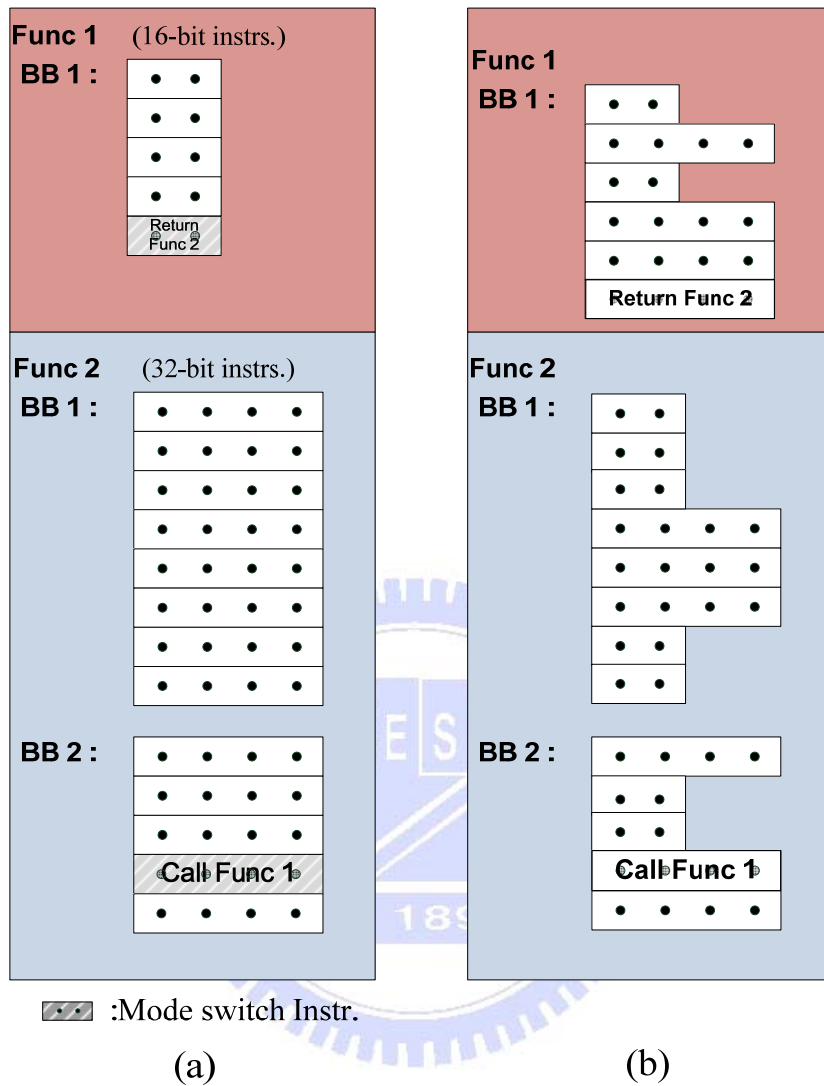 Func 1 (16-bit instrs.)
BB 1 :
Return
Func 2
Func 2 (32-bit instrs.)
BB 1 :
BB 2 :
Call Func 1
:Mode switch Instr.
(a)
Func 1
BB 1 :
Return Func 2
Func 2
BB 1 :
BB 2 :
Call Func 1
(b)
E S
189